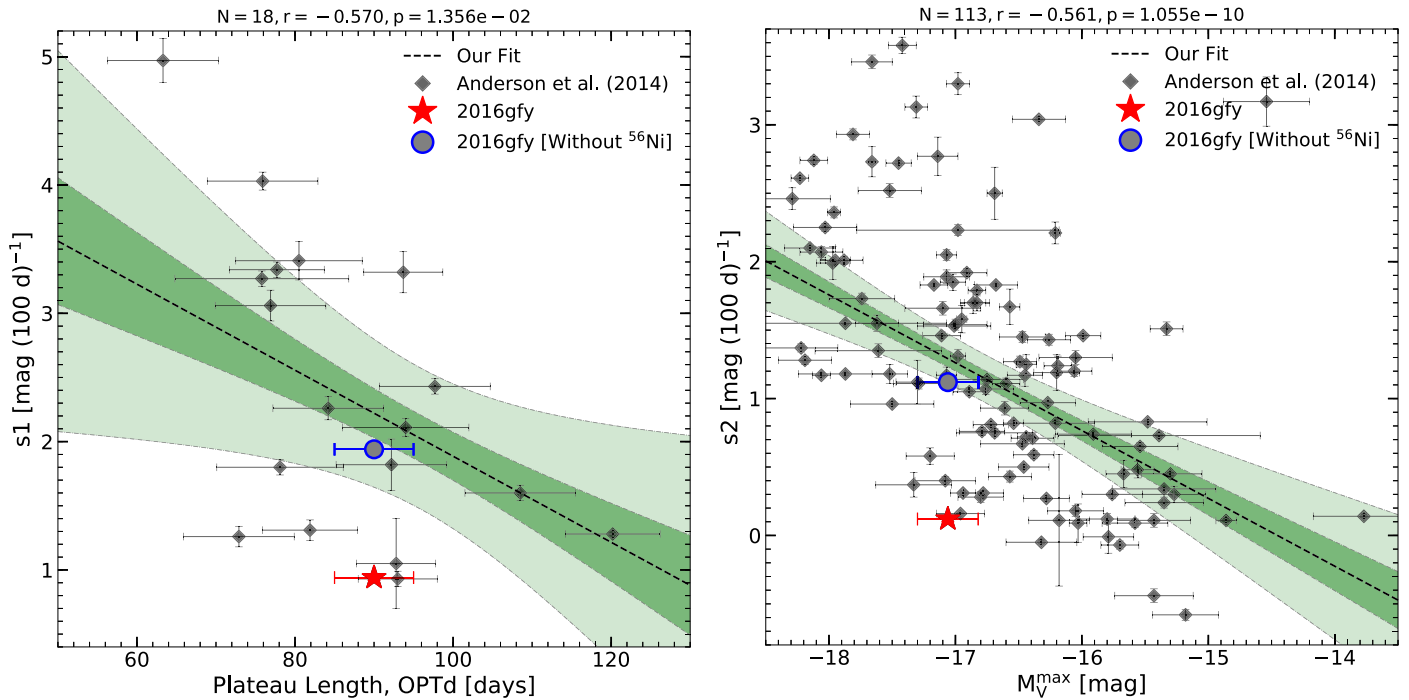 N = 18, r = −0.570, p = 1.356e − 02
Our Fit
Anderson et al. (2014)
2016gfy
2016gfy [Without ⁵⁶Ni]
5
4
3
2
1
s1 [mag (100 d)⁻¹]
60 80 100 120
Plateau Length, OPTd [days]
N = 113, r = −0.561, p = 1.055e − 10
Our Fit
Anderson et al. (2014)
2016gfy
2016gfy [Without ⁵⁶Ni]
3
2
1
0
s2 [mag (100 d)⁻¹]
−18 −17 −16 −15 −14
M_V^max [mag]